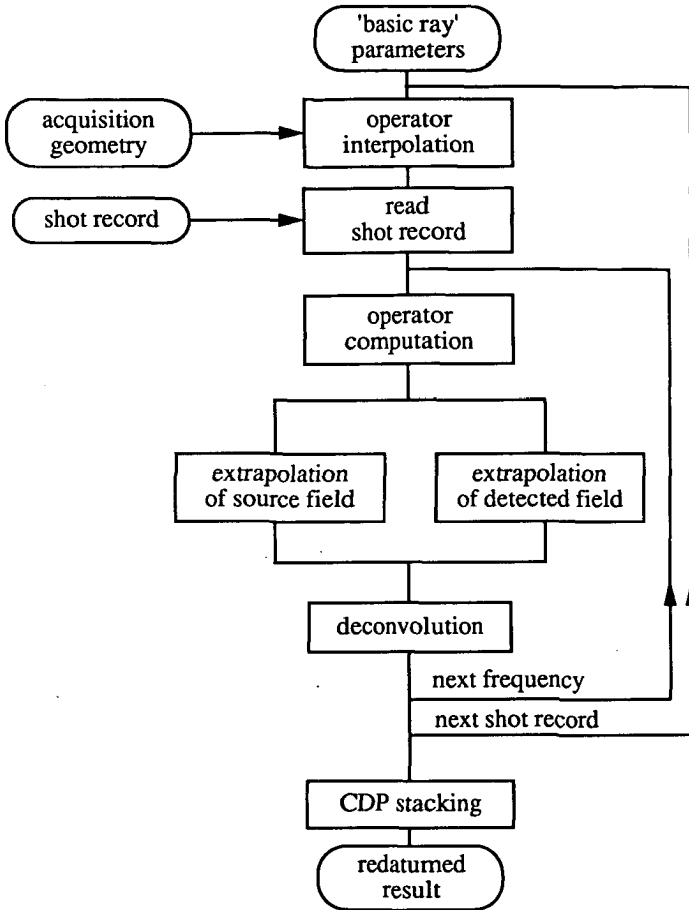 'basic ray'
parameters
acquisition
geometry
operator
interpolation
shot record
read
shot record
operator
computation
extrapolation
of source field
extrapolation
of detected field
deconvolution
next frequency
next shot record
CDP stacking
redatumed
result